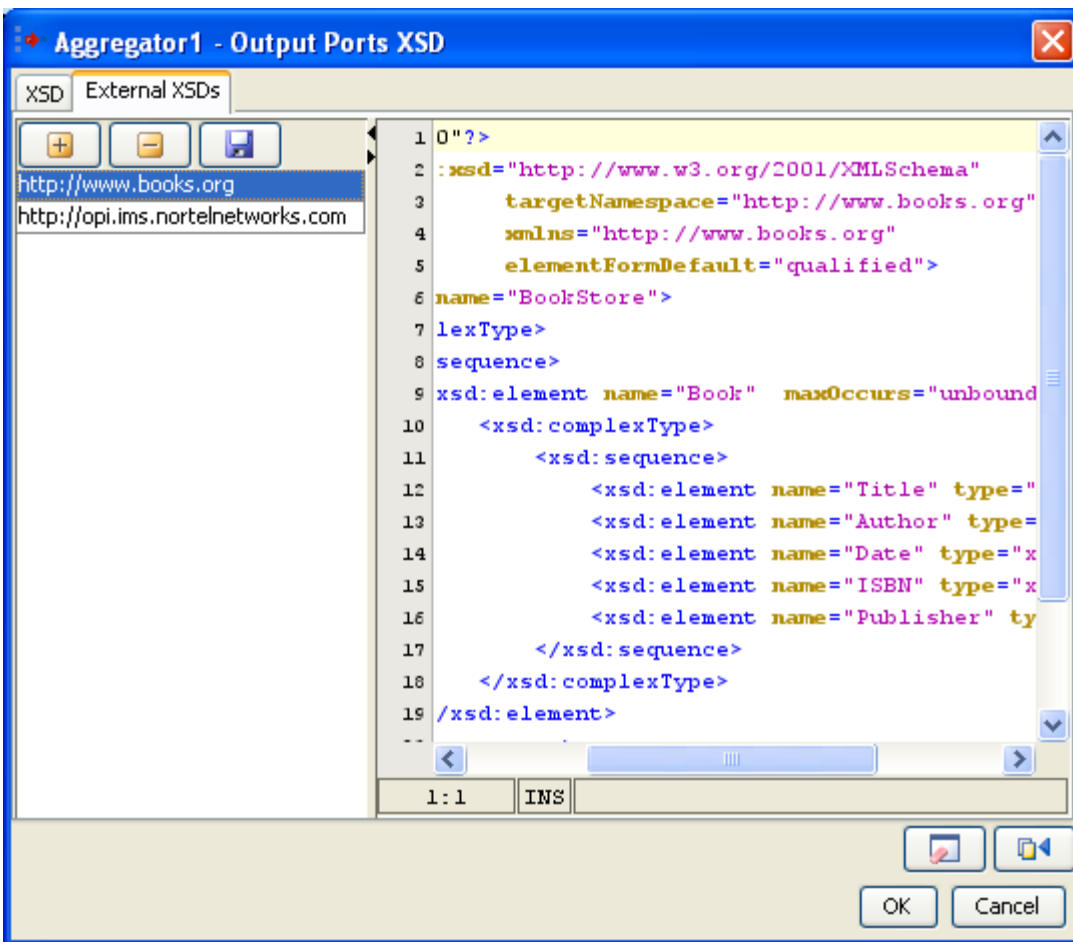 Aggregator1 - Output Ports XSD
XSD
External XSDs
http://www.books.org
http://opi.ims.nortelnetworks.com
1 0"?>
2 :xsd="http://www.w3.org/2001/XMLSchema"
3 targetNamespace="http://www.books.org"
4 xmlns="http://www.books.org"
5 elementFormDefault="qualified">
6 name="BookStore">
7 lexType>
8 sequence>
9 xsd:element name="Book" maxOccurs="unbound
10 <xsd:complexType>
11 <xsd:sequence>
12 <xsd:element name="Title" type="
13 <xsd:element name="Author" type=
14 <xsd:element name="Date" type="x
15 <xsd:element name="ISBN" type="x
16 <xsd:element name="Publisher" ty
17 </xsd:sequence>
18 </xsd:complexType>
19 /xsd:element>
1:1
INS
OK
Cancel